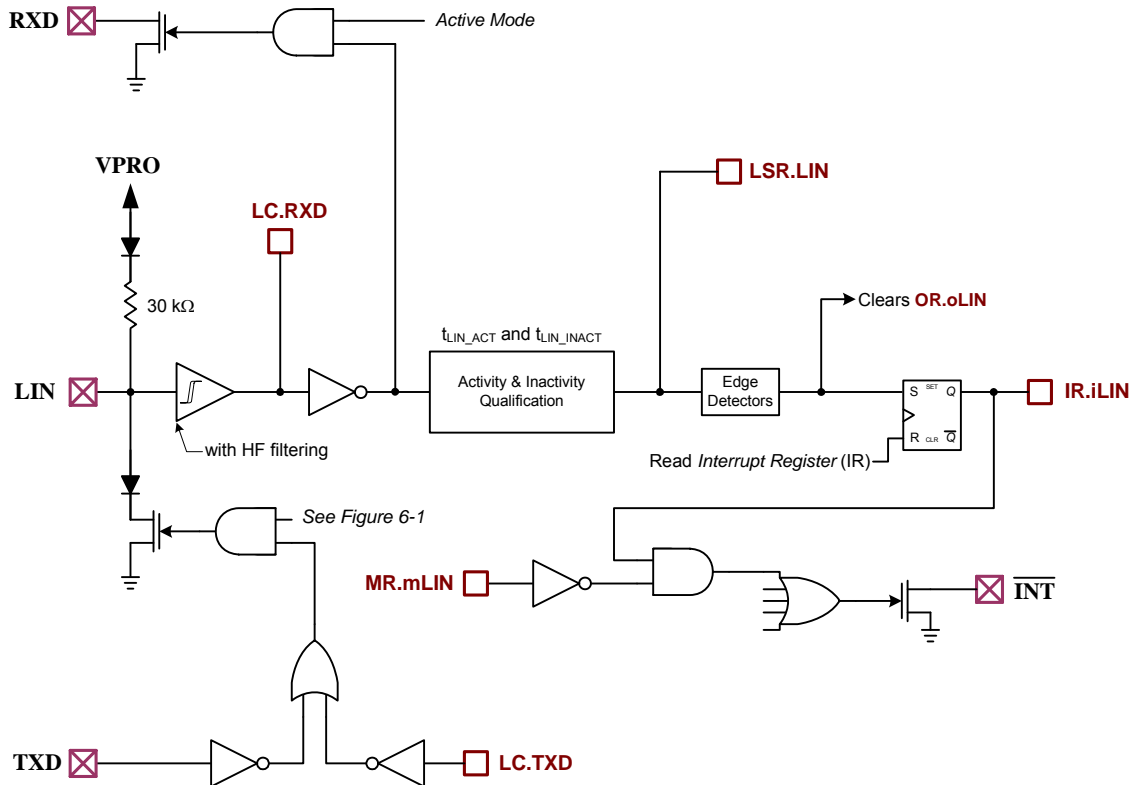 RXD
Active Mode
VPRO
LSR.LIN
LC.RXD
30 kΩ
Clears OR.oLIN
tLIN_ACT and tLIN_INACT
LIN
Activity & Inactivity
Qualification
Edge
Detectors
S SET Q
R CLR Q̅
IR.iLIN
with HF filtering
Read Interrupt Register (IR)
See Figure 6-1
MR.mLIN
I̅N̅T̅
TXD
LC.TXD